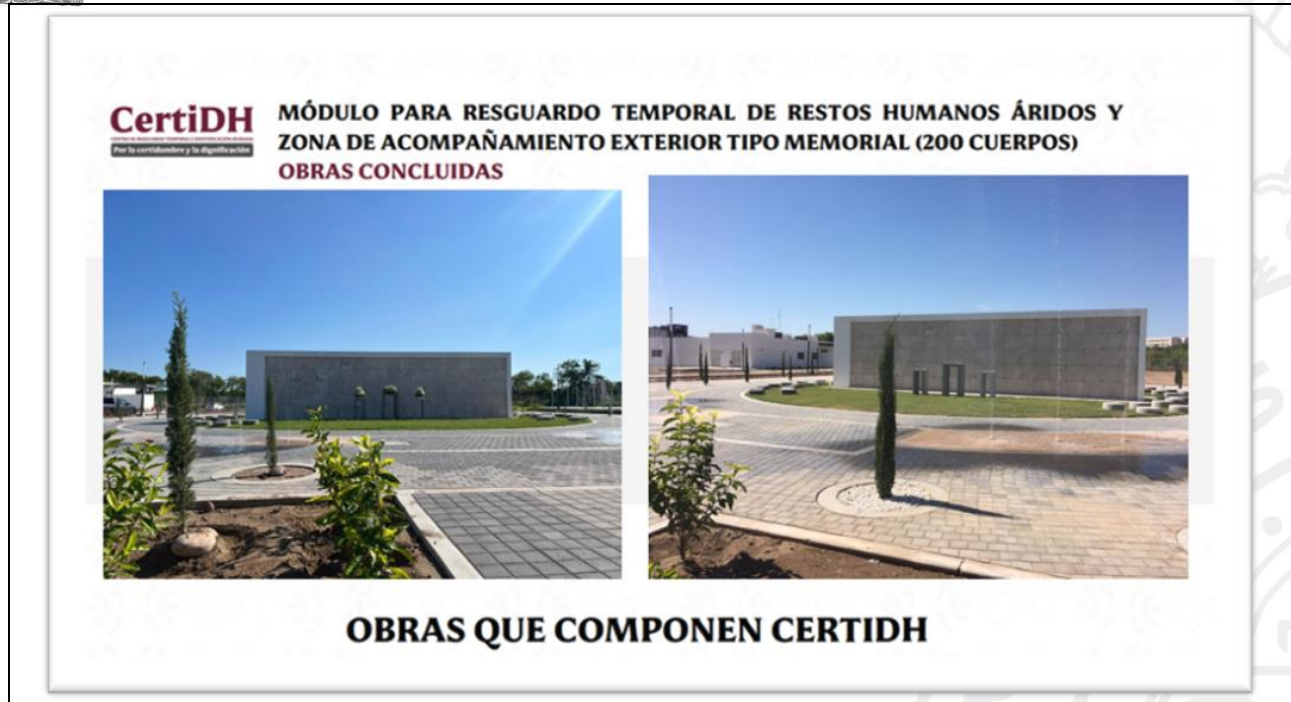 CertiDH
Por la certidumbre y la dignificación
MÓDULO PARA RESGUARDO TEMPORAL DE RESTOS HUMANOS ÁRIDOS Y
ZONA DE ACOMPAÑAMIENTO EXTERIOR TIPO MEMORIAL (200 CUERPOS)
OBRAS CONCLUIDAS
OBRAS QUE COMPONEN CERTIDH